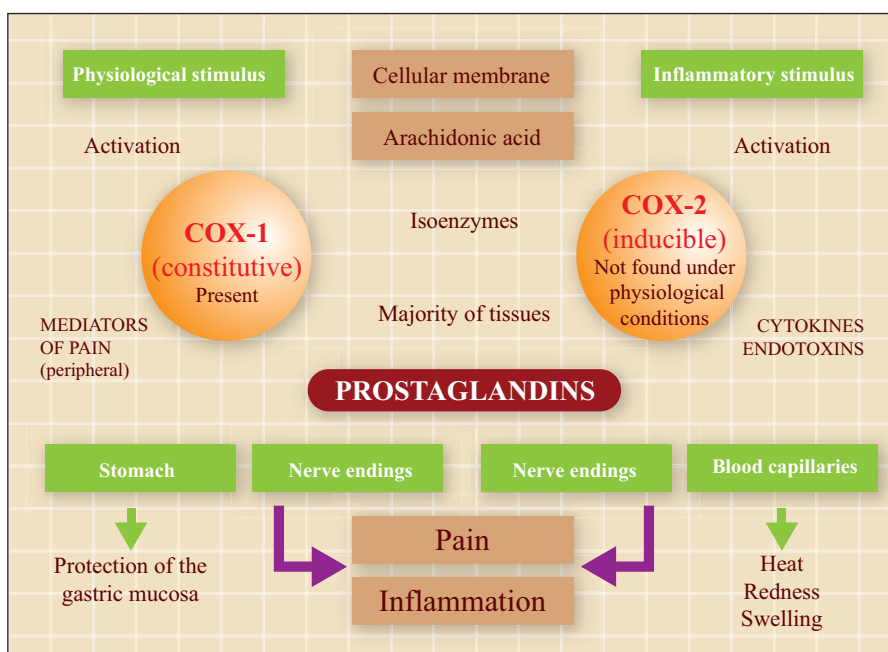 Physiological stimulus
Cellular membrane
Inflammatory stimulus
Activation
Arachidonic acid
Activation
COX-1
(constitutive)
Present
Isoenzymes
COX-2
(inducible)
Not found under
physiological
conditions
MEDIATORS
OF PAIN
(peripheral)
Majority of tissues
CYTOKINES
ENDOTOXINS
PROSTAGLANDINS
Stomach
Nerve endings
Nerve endings
Blood capillaries
Protection of the
gastric mucosa
Pain
Inflammation
Heat
Redness
Swelling